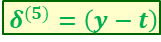 δ⁽⁵⁾ = (y − t)